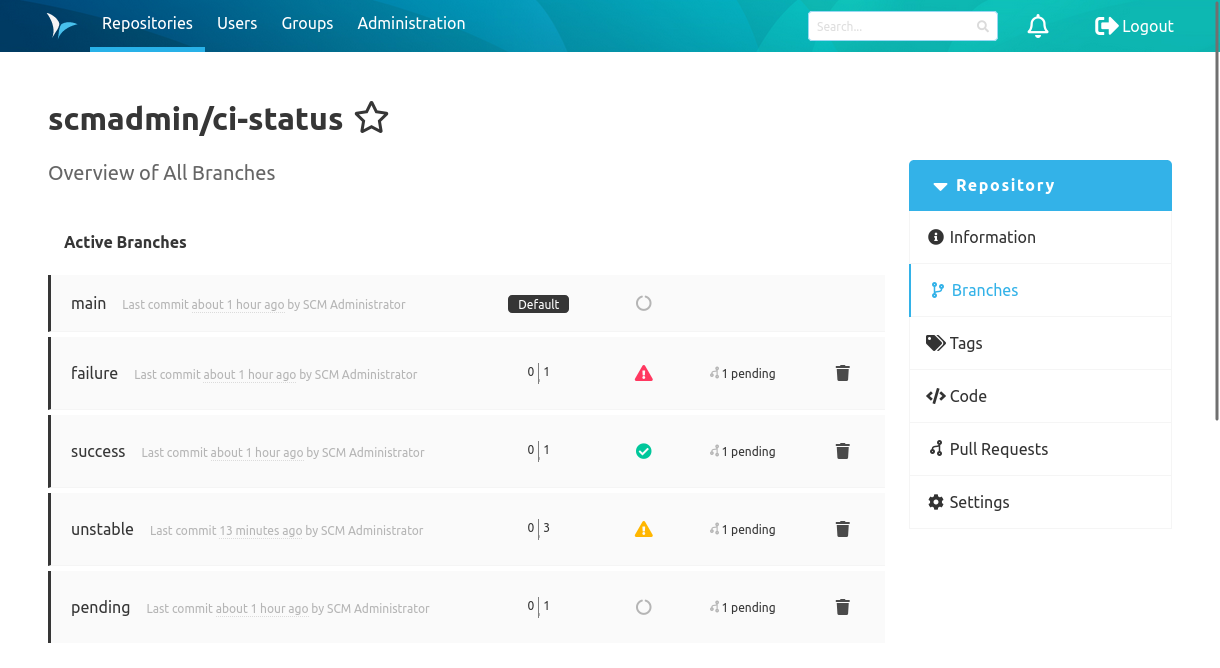 Repositories Users Groups Administration Search... Logout
scmadmin/ci-status
Overview of All Branches
Active Branches
main Last commit about 1 hour ago by SCM Administrator Default
failure Last commit about 1 hour ago by SCM Administrator 0 1 1 pending
success Last commit about 1 hour ago by SCM Administrator 0 1 1 pending
unstable Last commit 13 minutes ago by SCM Administrator 0 3 1 pending
pending Last commit about 1 hour ago by SCM Administrator 0 1 1 pending
Repository
Information
Branches
Tags
Code
Pull Requests
Settings